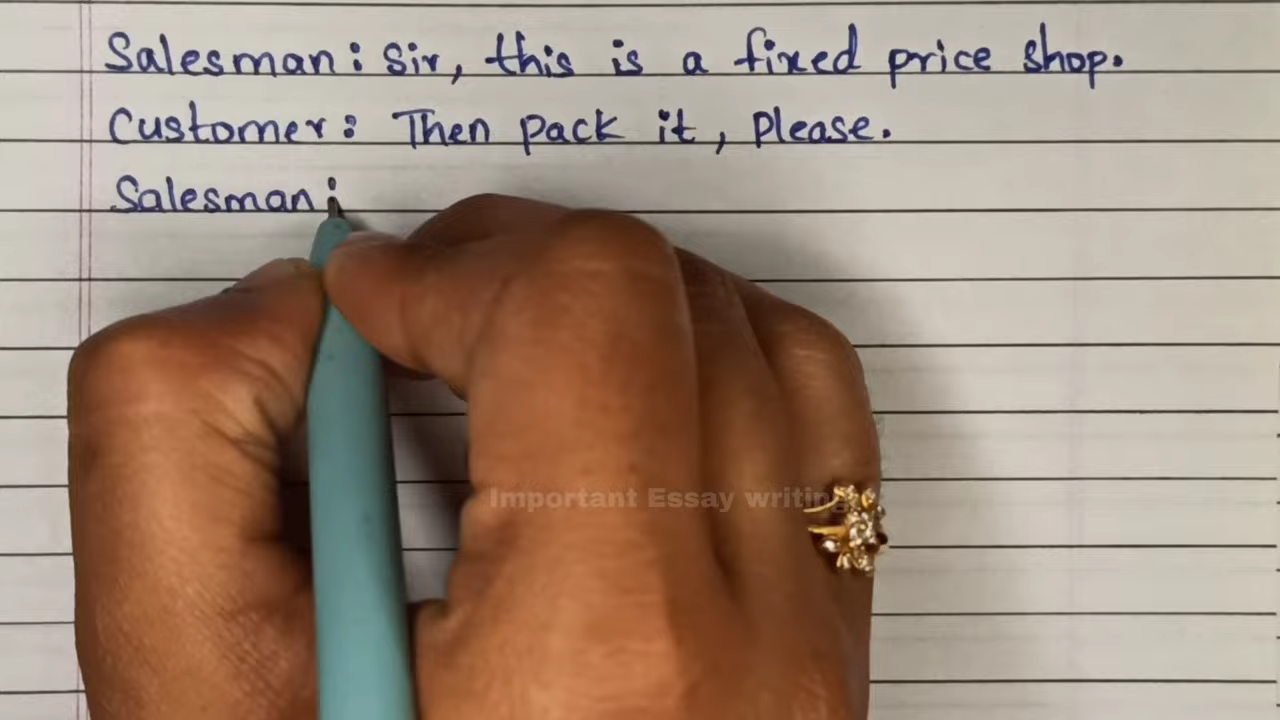 Salesman: Sir, this is a fixed price shop.
Customer: Then pack it, Please.
Salesman:
Important Essay writing